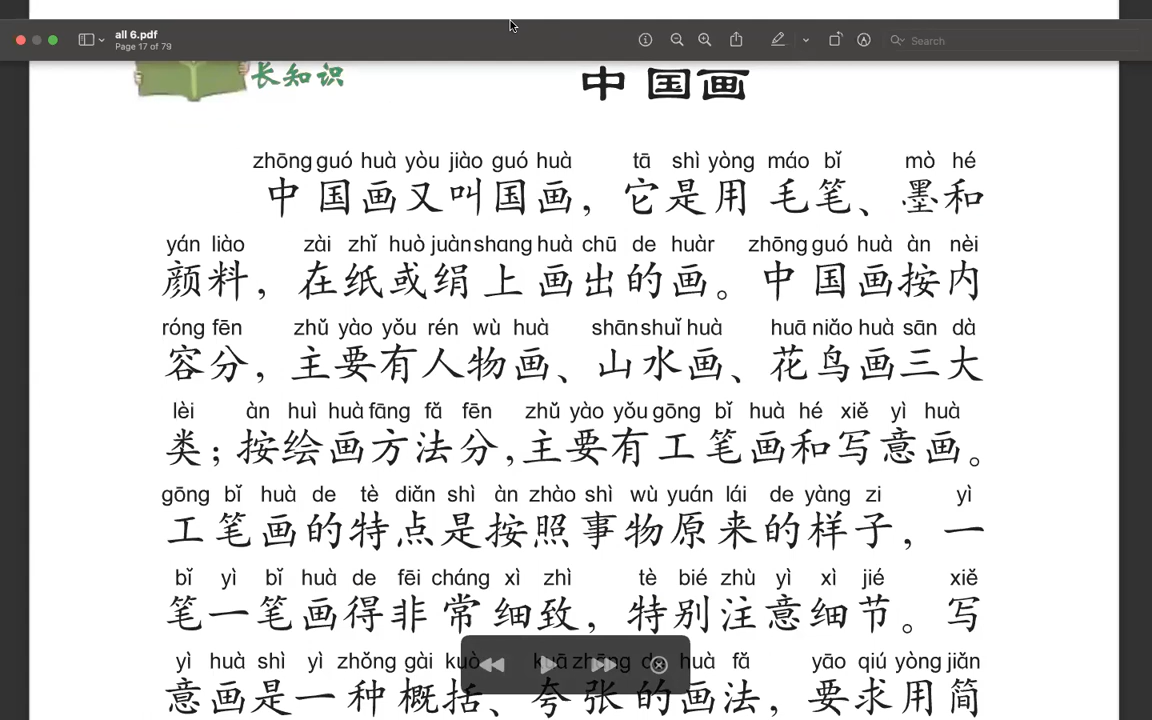 all 6.pdf
Page 17 of 79
Search
长知识
中国画
zhōng guó huà yòu jiào guó huà tā shì yòng máo bǐ mò hé
中国画又叫国画，它是用毛笔、墨和
yán liào zài zhǐ huò juàn shang huà chū de huàr zhōng guó huà àn nèi
颜料，在纸或绢上画出的画。中国画按内
róng fēn zhǔ yào yǒu rén wù huà shān shuǐ huà huā niǎo huà sān dà
容分，主要有人物画、山水画、花鸟画三大
lèi àn huì huà fāng fǎ fēn zhǔ yào yǒu gōng bǐ huà hé xiě yì huà
类；按绘画方法分，主要有工笔画和写意画。
gōng bǐ huà de tè diǎn shì àn zhào shì wù yuán lái de yàng zi yì
工笔画的特点是按照事物原来的样子，一
bǐ yì bǐ huà de fēi cháng xì zhì tè bié zhù yì xì jié xiě
笔一笔画得非常细致，特别注意细节。写
yì huà shì yì zhǒng gài kuò kuā zhāng de huà fǎ yāo qiú yòng jiǎn
意画是一种概括、夸张的画法，要求用简